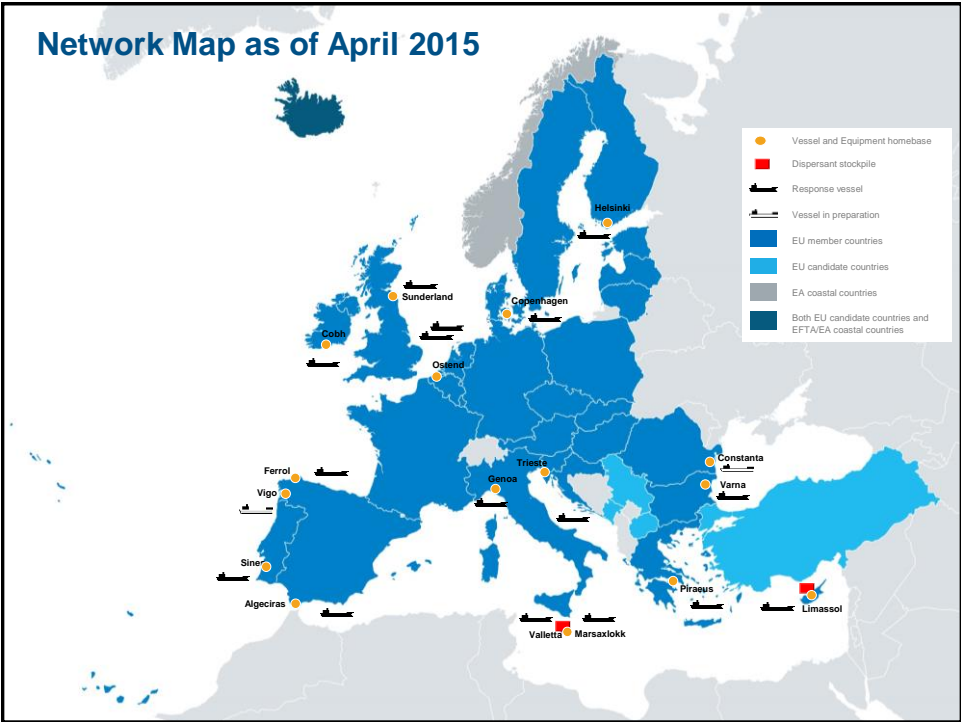 Network Map as of April 2015
Vessel and Equipment homebase
Dispersant stockpile
Response vessel
Vessel in preparation
EU member countries
EU candidate countries
EA coastal countries
Both EU candidate countries and
EFTA/EA coastal countries
Helsinki
Sunderland
Copenhagen
Cobh
Ostend
Constanta
Trieste
Ferrol
Genoa
Varna
Vigo
Sines
Piraeus
Algeciras
Limassol
Valletta
Marsaxlokk